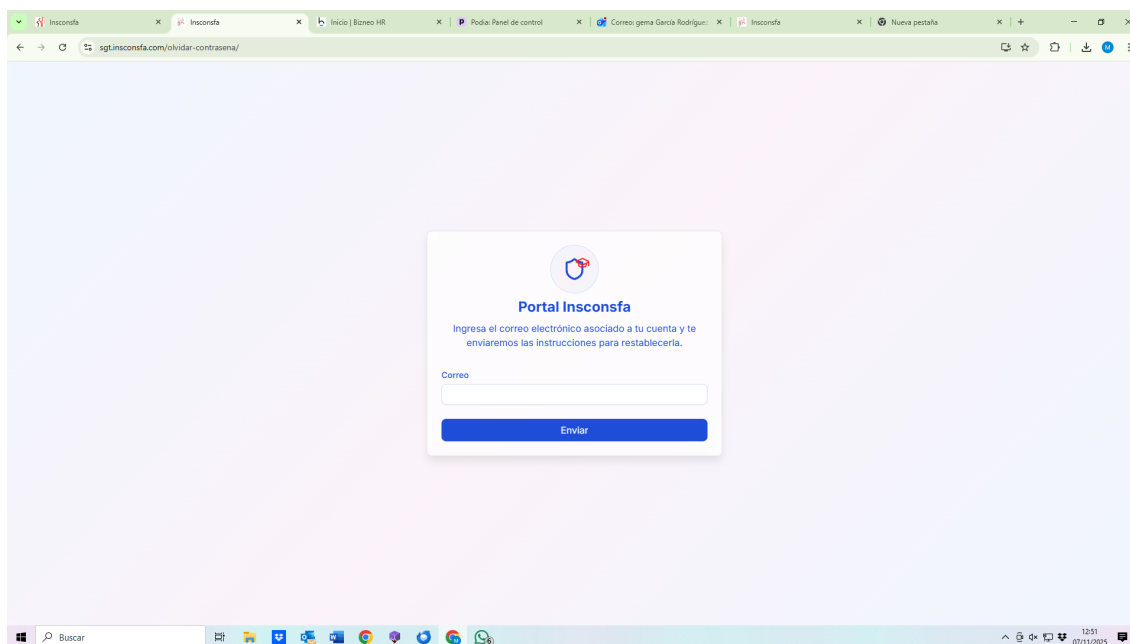 Insconsfa
Insconsfa
Inicio | Bizneo HR
Podia: Panel de control
Correo: gema García Rodrígue:
Insconsfa
Nueva pestaña
sgt.insconsfa.com/olvidar-contrasena/
M
Portal Insconsfa
Ingresa el correo electrónico asociado a tu cuenta y te
enviaremos las instrucciones para restablecerla.
Correo
Enviar
Buscar
12:51
07/11/2025